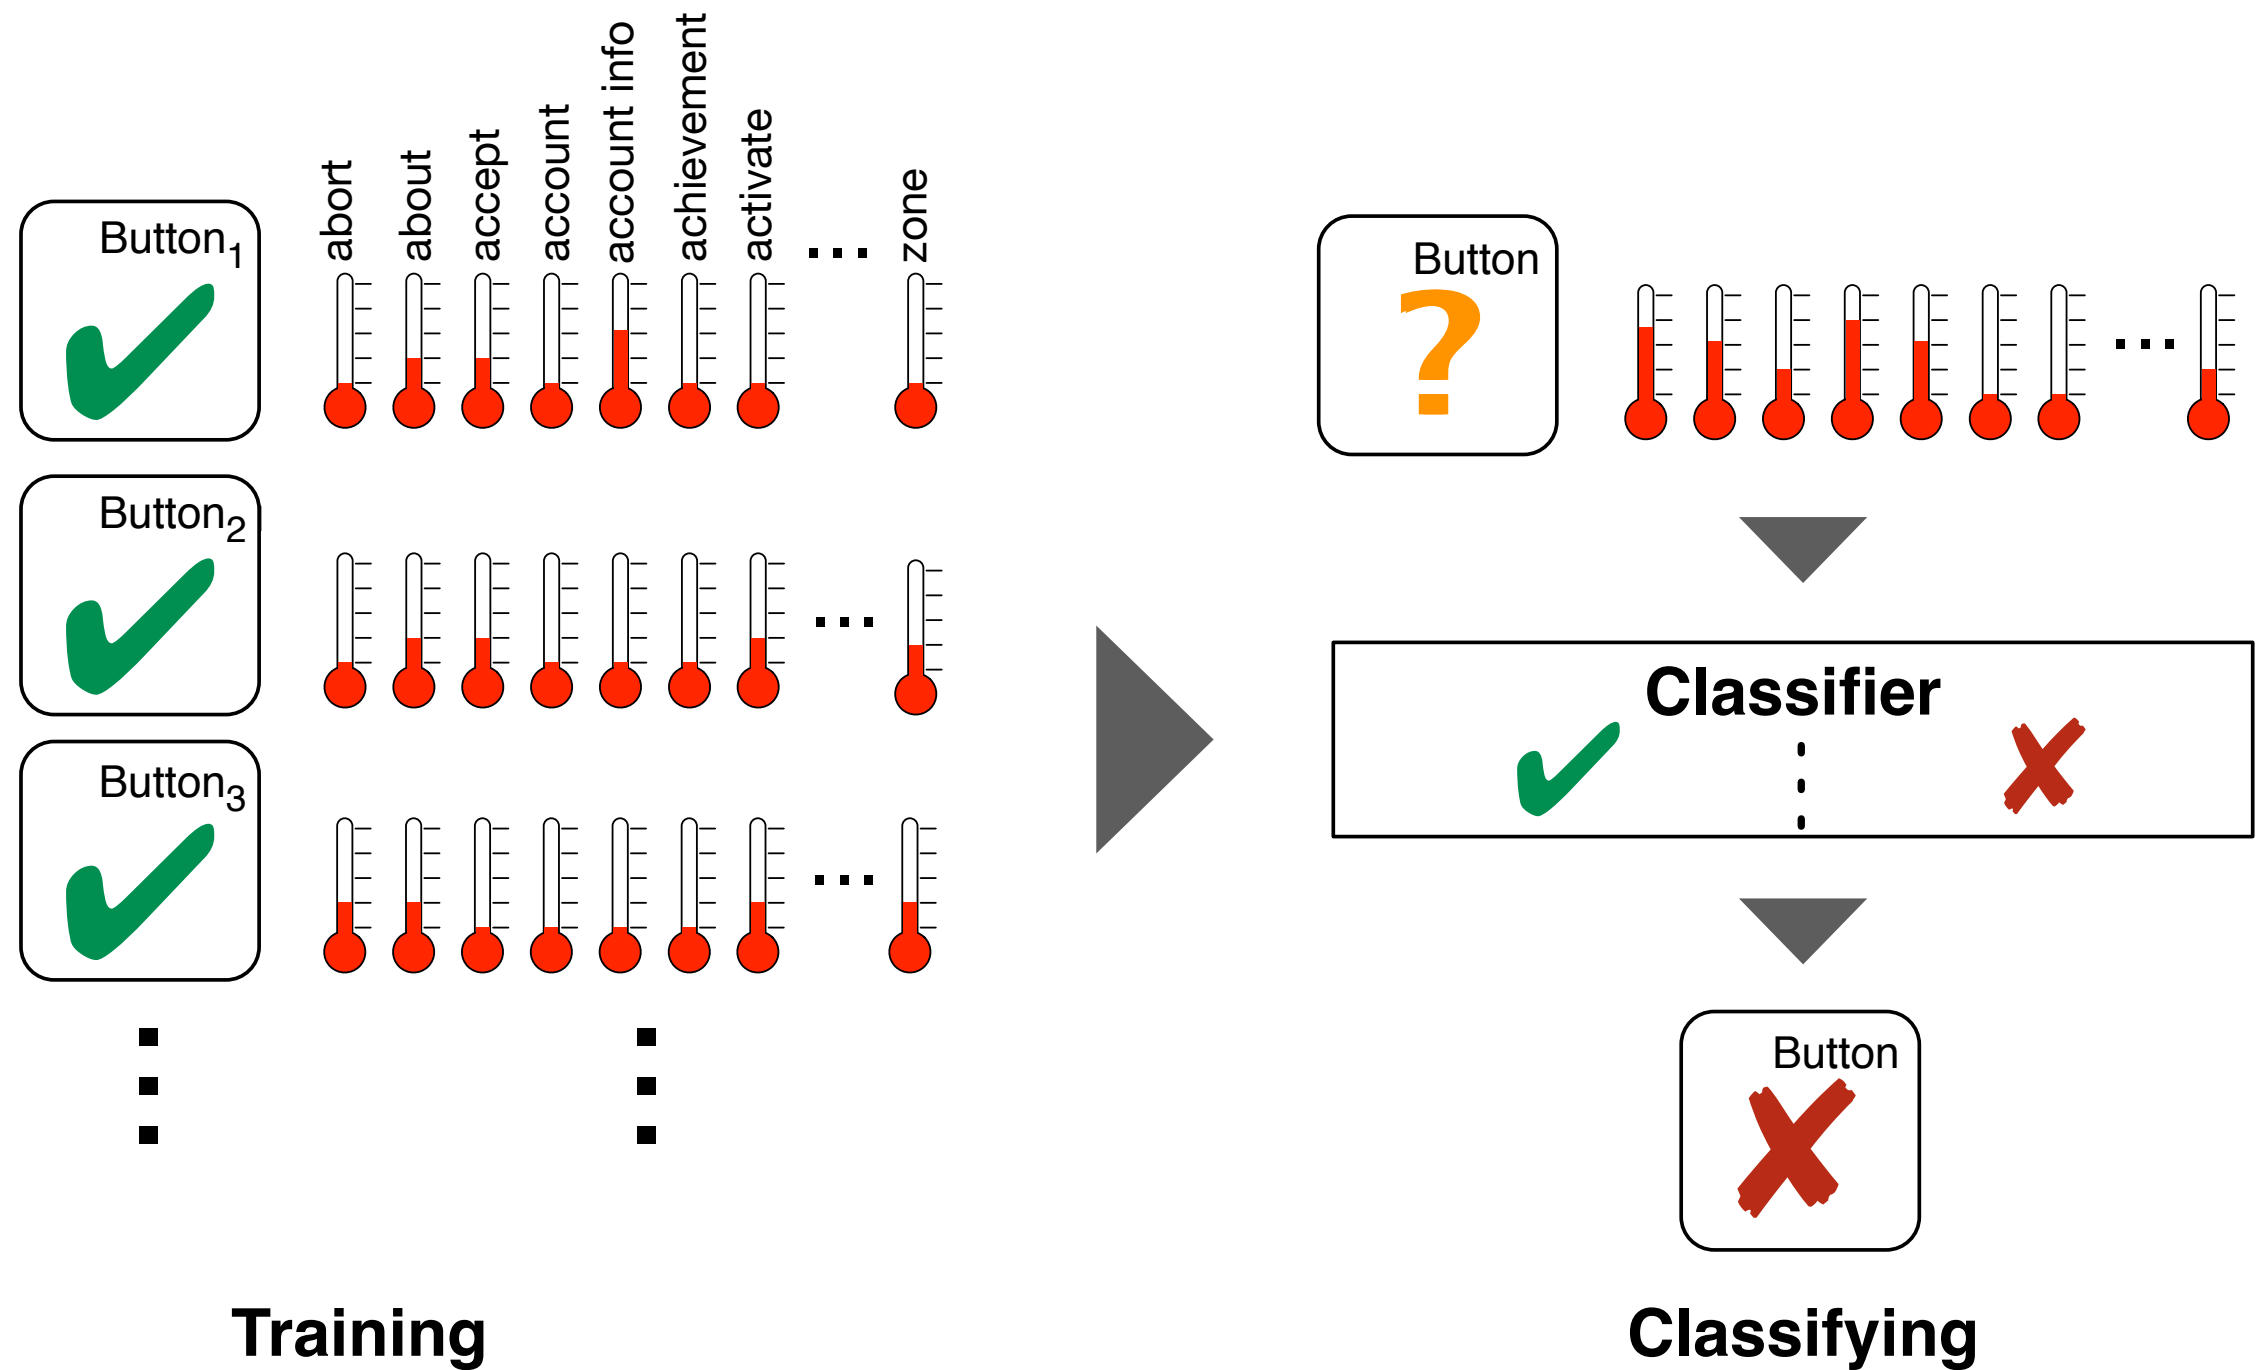 abort
about
accept
account
account info
achievement
activate
...
zone
Button1
Button2
...
Button3
...
Button
?
...
Classifier
Button
Training
Classifying